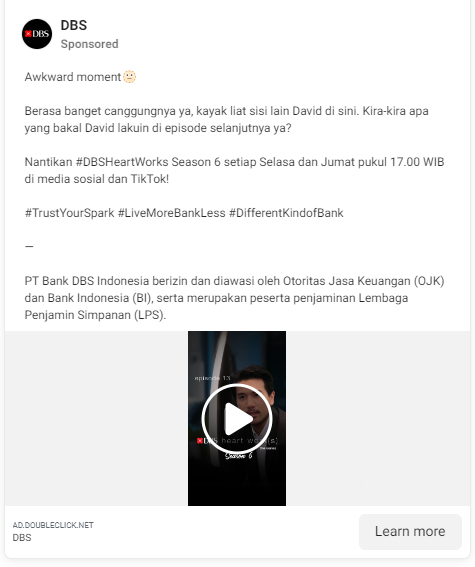 DBS
DBS
Sponsored
Awkward moment🫥
Berasa banget canggungnya ya, kayak liat sisi lain David di sini. Kira-kira apa
yang bakal David lakuin di episode selanjutnya ya?
Nantikan #DBSHeartWorks Season 6 setiap Selasa dan Jumat pukul 17.00 WIB
di media sosial dan TikTok!
#TrustYourSpark #LiveMoreBankLess #DifferentKindofBank
—
PT Bank DBS Indonesia berizin dan diawasi oleh Otoritas Jasa Keuangan (OJK)
dan Bank Indonesia (BI), serta merupakan peserta penjaminan Lembaga
Penjamin Simpanan (LPS).
episode 13
DBS heart work(s)
Season 6
AD.DOUBLECLICK.NET
DBS
Learn more